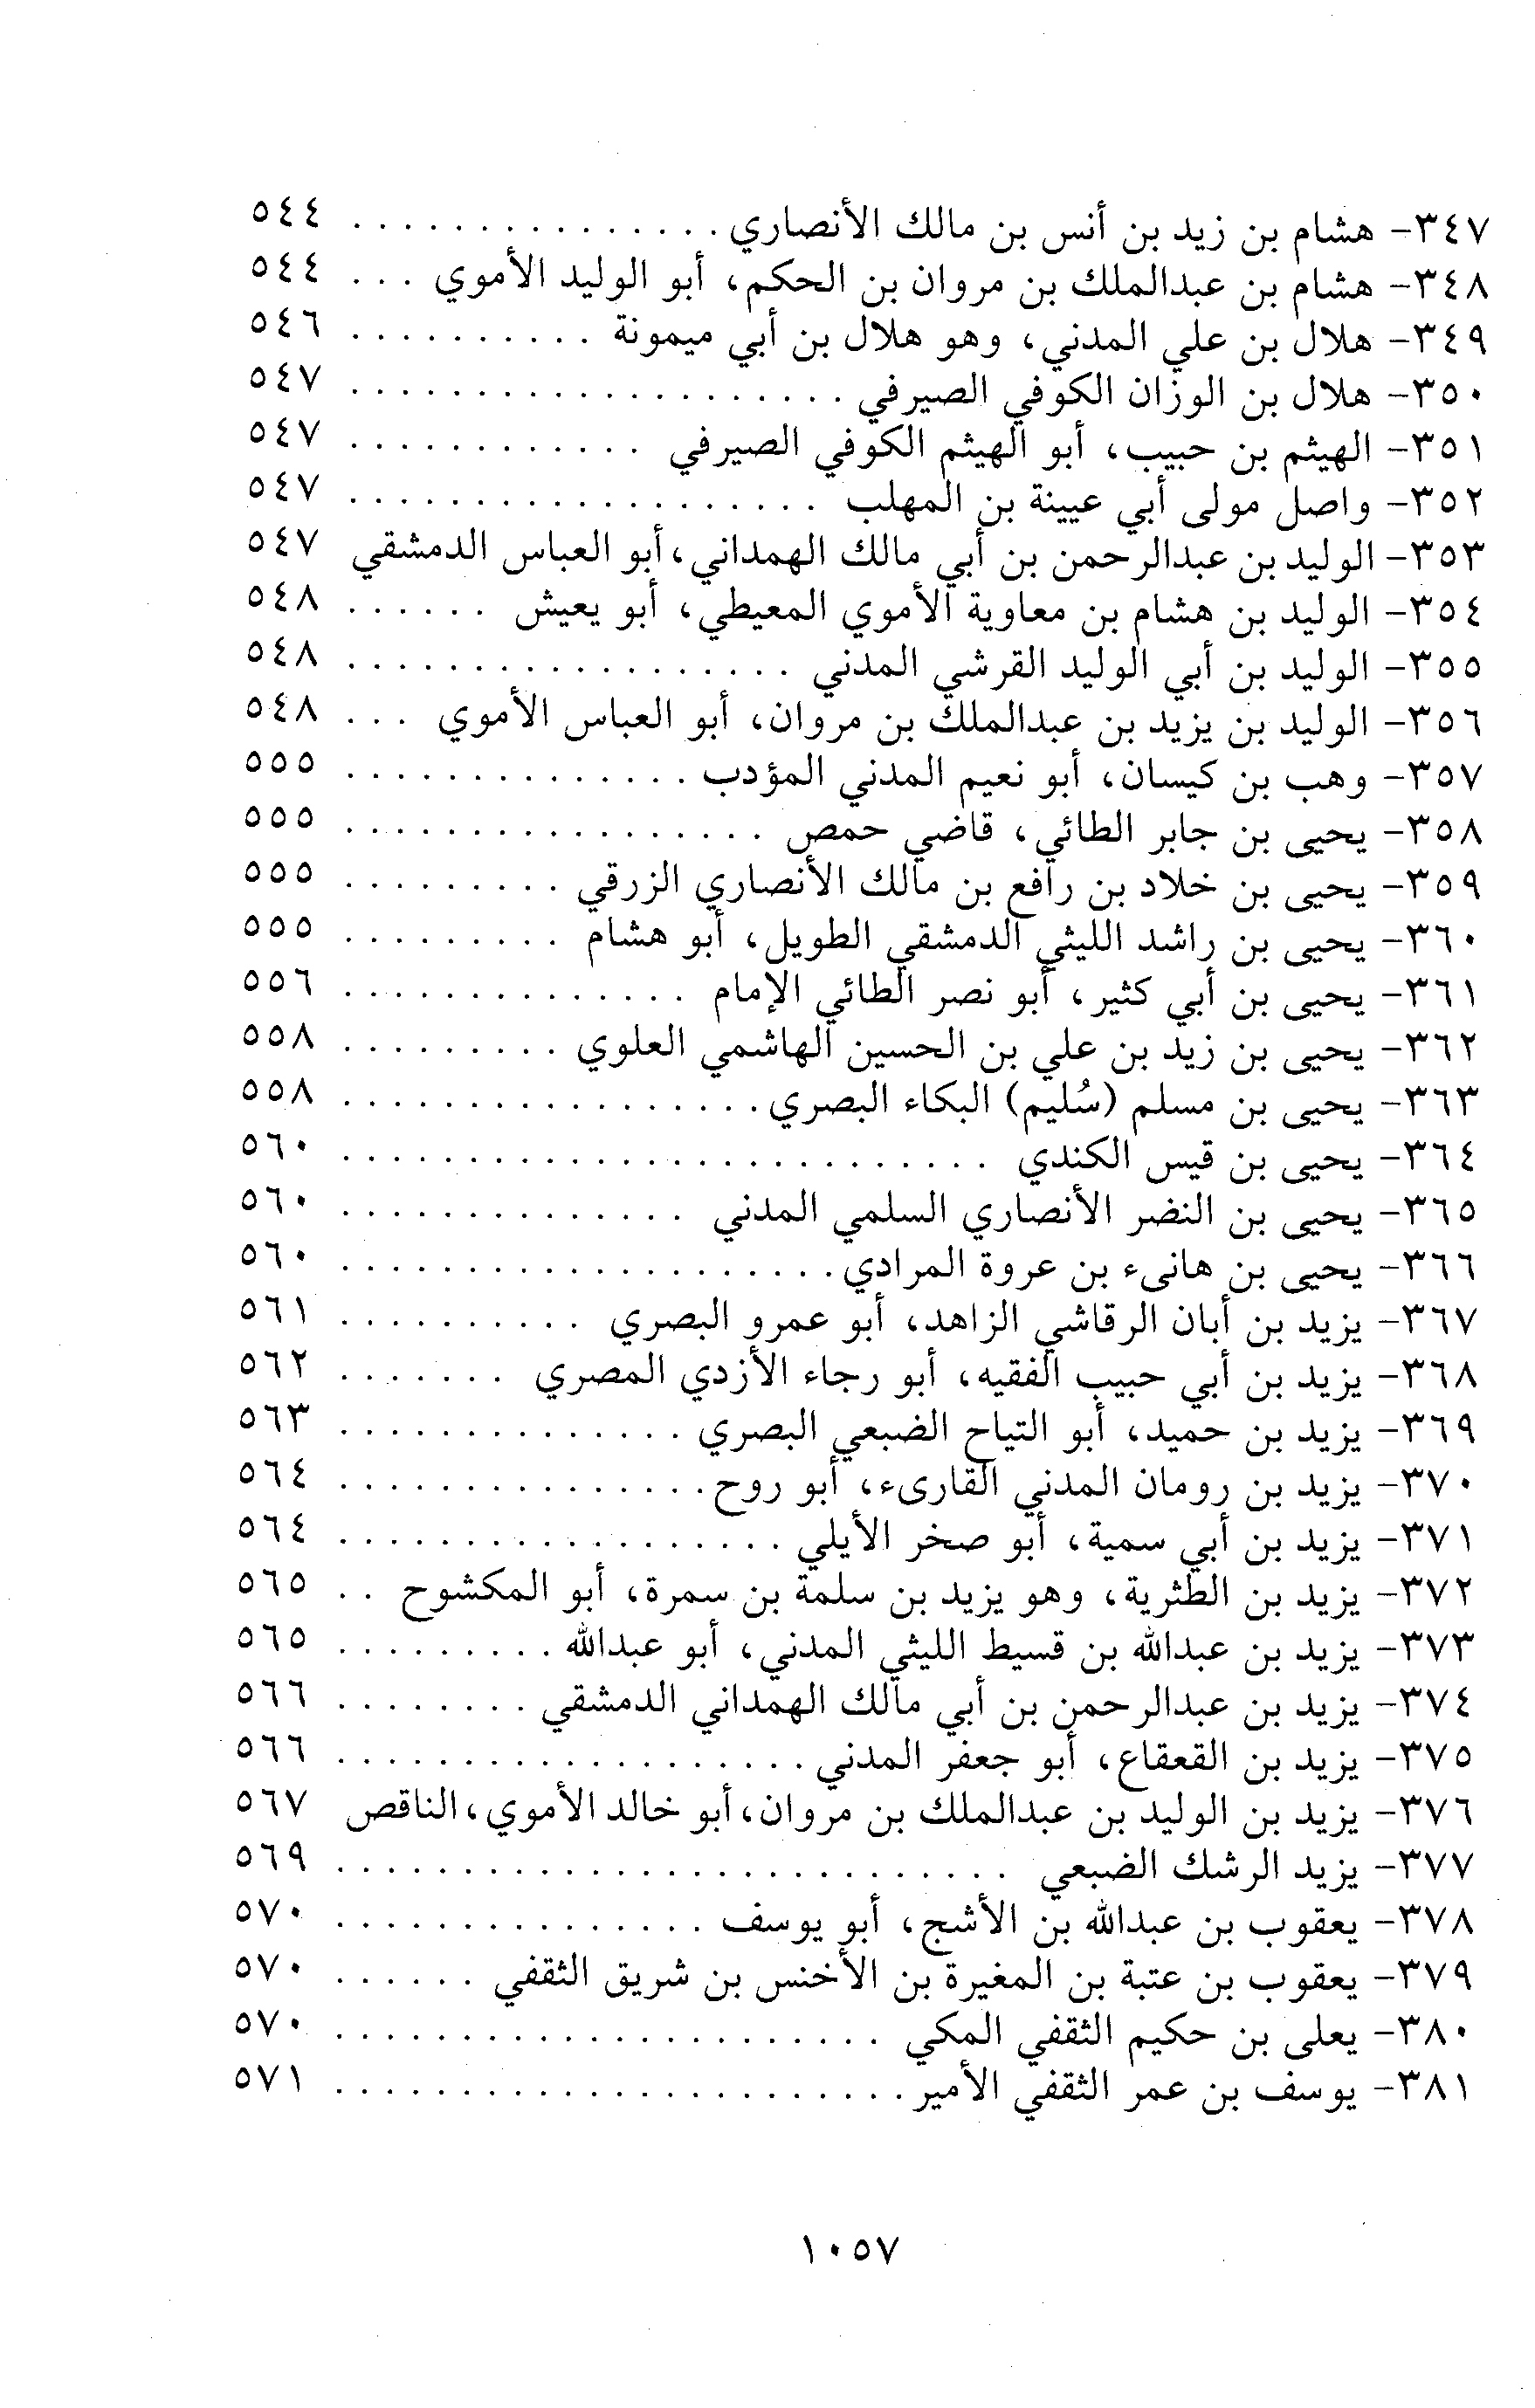 ٣٤٧- هشام بن زيد بن أنس بن مالك الأنصاري . . . . . . . . . . . . . . . ٥٤٤
٣٤٨- هشام بن عبدالملك بن مروان بن الحكم، أبو الوليد الأموي . . . ٥٤٤
٣٤٩- هلال بن علي المدني، وهو هلال بن أبي ميمونة . . . . . . . . . . ٥٤٦
٣٥٠- هلال بن الوزان الكوفي الصيرفي . . . . . . . . . . . . . . . . . . . . ٥٤٧
٣٥١- الهيثم بن حبيب، أبو الهيثم الكوفي الصيرفي . . . . . . . . . . . . ٥٤٧
٣٥٢- واصل مولى أبي عيينة بن المهلب . . . . . . . . . . . . . . . . . . . ٥٤٧
٣٥٣- الوليد بن عبدالرحمن بن أبي مالك الهمداني، أبو العباس الدمشقي ٥٤٧
٣٥٤- الوليد بن هشام بن معاوية الأموي المعيطي، أبو يعيش . . . . . . ٥٤٨
٣٥٥- الوليد بن أبي الوليد القرشي المدني . . . . . . . . . . . . . . . . . . ٥٤٨
٣٥٦- الوليد بن يزيد بن عبدالملك بن مروان، أبو العباس الأموي . . . ٥٤٨
٣٥٧- وهب بن كيسان، أبو نعيم المدني المؤدب . . . . . . . . . . . . . . ٥٥٥
٣٥٨- يحيى بن جابر الطائي، قاضي حمص . . . . . . . . . . . . . . . . . ٥٥٥
٣٥٩- يحيى بن خلاد بن رافع بن مالك الأنصاري الزرقي . . . . . . . . . ٥٥٥
٣٦٠- يحيى بن راشد الليثي الدمشقي الطويل، أبو هشام . . . . . . . . . ٥٥٥
٣٦١- يحيى بن أبي كثير، أبو نصر الطائي الإمام . . . . . . . . . . . . . . ٥٥٦
٣٦٢- يحيى بن زيد بن علي بن الحسين الهاشمي العلوي . . . . . . . . . ٥٥٨
٣٦٣- يحيى بن مسلم (سُليم) البكاء البصري . . . . . . . . . . . . . . . . . ٥٥٨
٣٦٤- يحيى بن قيس الكندي . . . . . . . . . . . . . . . . . . . . . . . . . . ٥٦٠
٣٦٥- يحيى بن النضر الأنصاري السلمي المدني . . . . . . . . . . . . . . ٥٦٠
٣٦٦- يحيى بن هانىء بن عروة المرادي . . . . . . . . . . . . . . . . . . . . ٥٦٠
٣٦٧- يزيد بن أبان الرقاشي الزاهد، أبو عمرو البصري . . . . . . . . . . ٥٦١
٣٦٨- يزيد بن أبي حبيب الفقيه، أبو رجاء الأزدي المصري . . . . . . . ٥٦٢
٣٦٩- يزيد بن حميد، أبو التياح الضبعي البصري . . . . . . . . . . . . . . ٥٦٣
٣٧٠- يزيد بن رومان المدني القارىء، أبو روح . . . . . . . . . . . . . . . ٥٦٤
٣٧١- يزيد بن أبي سمية، أبو صخر الأيلي . . . . . . . . . . . . . . . . . . ٥٦٤
٣٧٢- يزيد بن الطثرية، وهو يزيد بن سلمة بن سمرة، أبو المكشوح . . ٥٦٥
٣٧٣- يزيد بن عبدالله بن قسيط الليثي المدني، أبو عبدالله . . . . . . . . . ٥٦٥
٣٧٤- يزيد بن عبدالرحمن بن أبي مالك الهمداني الدمشقي . . . . . . . . ٥٦٦
٣٧٥- يزيد بن القعقاع، أبو جعفر المدني . . . . . . . . . . . . . . . . . . . ٥٦٦
٣٧٦- يزيد بن الوليد بن عبدالملك بن مروان، أبو خالد الأموي، الناقص ٥٦٧
٣٧٧- يزيد الرشك الضبعي . . . . . . . . . . . . . . . . . . . . . . . . . . . ٥٦٩
٣٧٨- يعقوب بن عبدالله بن الأشج، أبو يوسف . . . . . . . . . . . . . . . ٥٧٠
٣٧٩- يعقوب بن عتبة بن المغيرة بن الأخنس بن شريق الثقفي . . . . . . ٥٧٠
٣٨٠- يعلى بن حكيم الثقفي المكي . . . . . . . . . . . . . . . . . . . . . . ٥٧٠
٣٨١- يوسف بن عمر الثقفي الأمير . . . . . . . . . . . . . . . . . . . . . . . ٥٧١
١٠٥٧